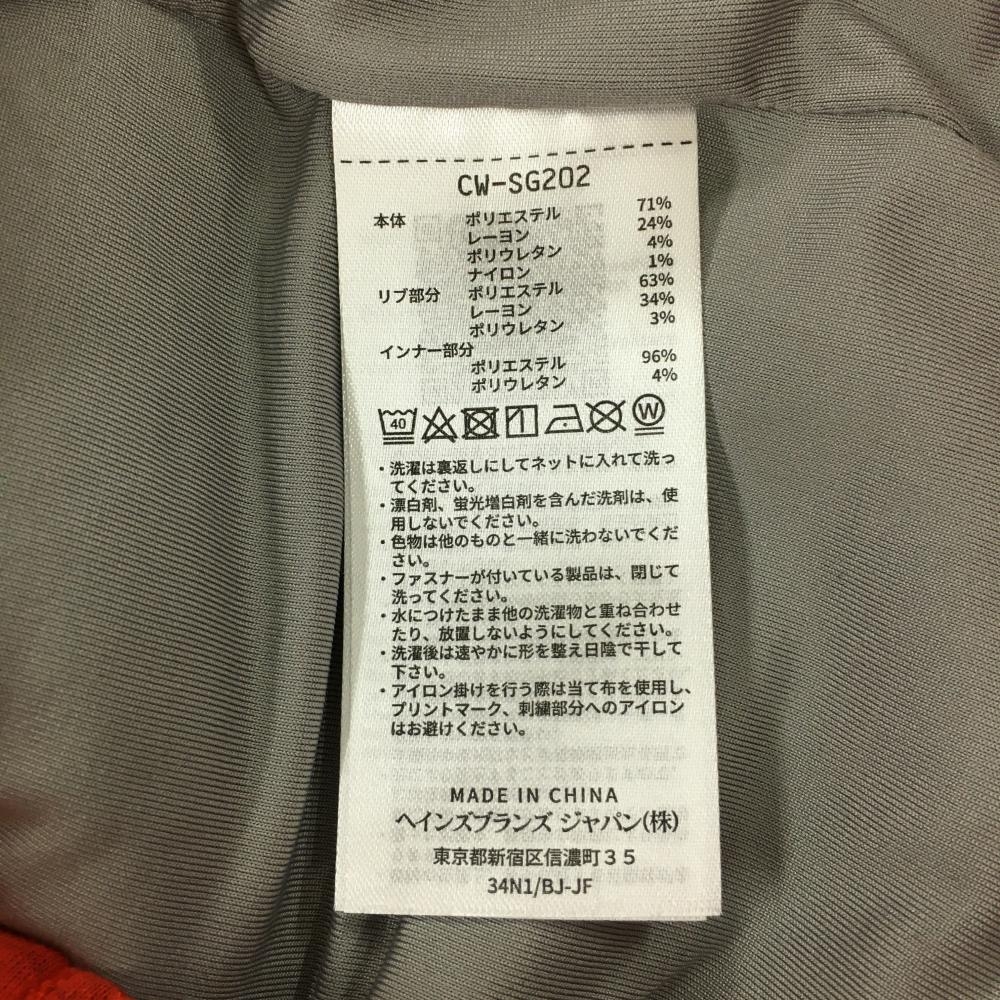 CW-SG202
本体 ポリエステル 71%
レーヨン 24%
ポリウレタン 4%
ナイロン 1%
リブ部分 ポリエステル 63%
レーヨン 34%
ポリウレタン 3%
インナー部分
ポリエステル 96%
ポリウレタン 4%
40 W
・洗濯は裏返しにしてネットに入れて洗っ
てください。
・漂白剤、蛍光増白剤を含んだ洗剤は、使
用しないでください。
・色物は他のものと一緒に洗わないでくだ
さい。
・ファスナーが付いている製品は、閉じて
洗ってください。
・水につけたまま他の洗濯物と重ね合わせ
たり、放置しないようにしてください。
・洗濯後は速やかに形を整え日陰で干して
下さい。
・アイロン掛けを行う際は当て布を使用し、
プリントマーク、刺繍部分へのアイロン
はお避けください。
MADE IN CHINA
ヘインズブランズ ジャパン(株)
東京都新宿区信濃町35
34N1/BJ-JF